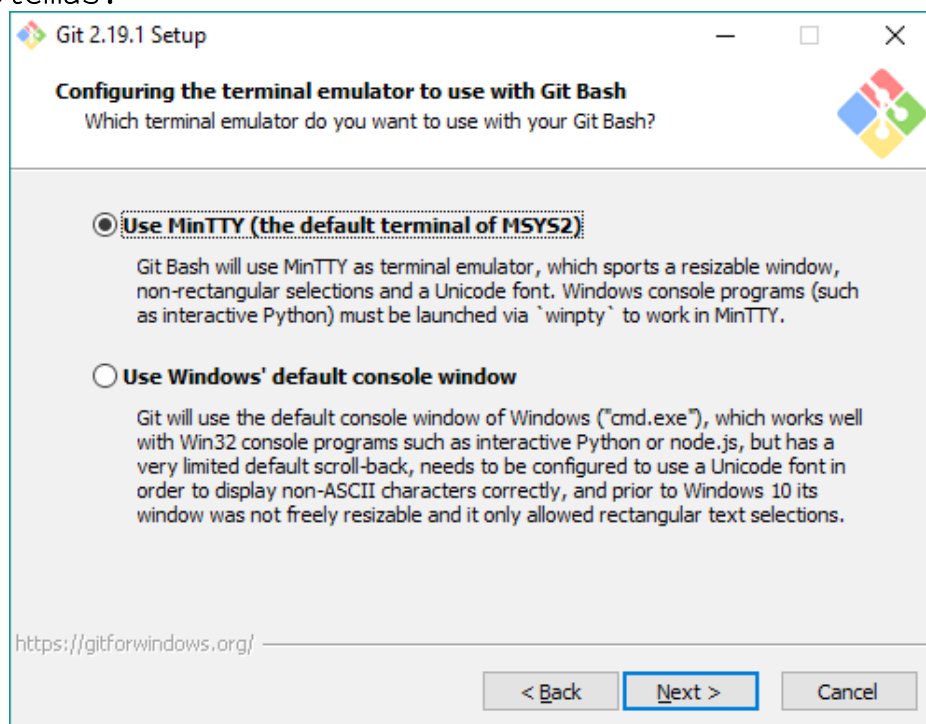 Git 2.19.1 Setup
Configuring the terminal emulator to use with Git Bash
Which terminal emulator do you want to use with your Git Bash?
Use MinTTY (the default terminal of MSYS2)
Git Bash will use MinTTY as terminal emulator, which sports a resizable window,
non-rectangular selections and a Unicode font. Windows console programs (such
as interactive Python) must be launched via `winpty` to work in MinTTY.
Use Windows' default console window
Git will use the default console window of Windows ("cmd.exe"), which works well
with Win32 console programs such as interactive Python or node.js, but has a
very limited default scroll-back, needs to be configured to use a Unicode font in
order to display non-ASCII characters correctly, and prior to Windows 10 its
window was not freely resizable and it only allowed rectangular text selections.
https://gitforwindows.org/
< Back Next > Cancel